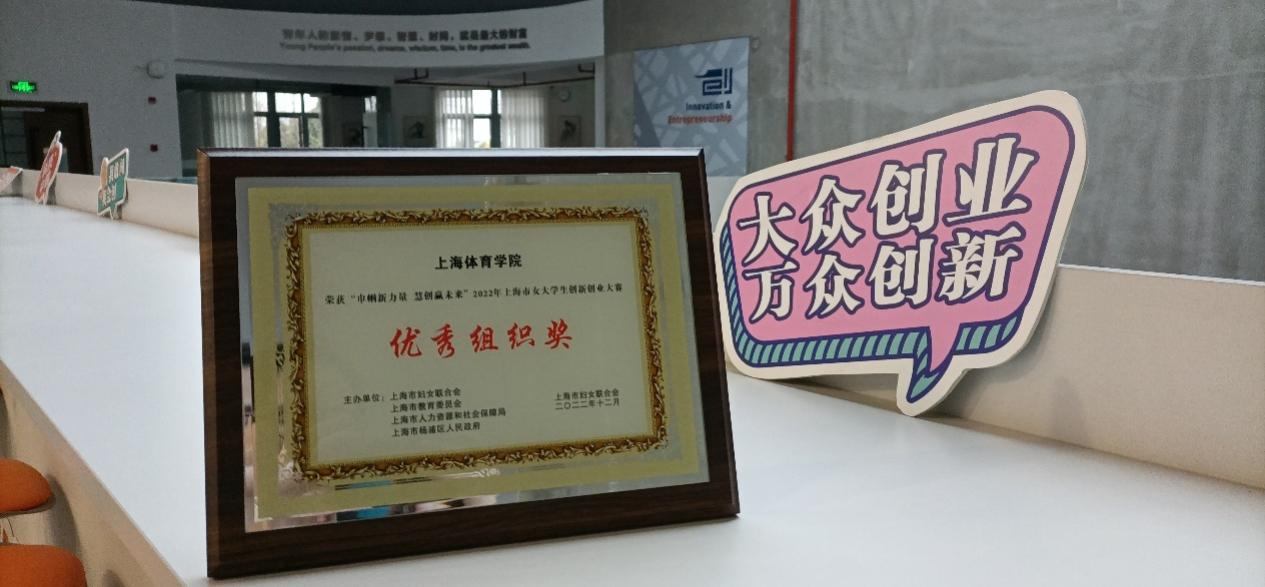 青年人的激情、梦想、智慧、时间，就是最大的财富
Young People's passion, dreams, wisdom, time, is the greatest wealth.
创
Innovation &
Entrepreneurship
大众创业
万众创新
上海体育学院
荣获“巾帼新力量 慧创赢未来”2022年上海市女大学生创新创业大赛
优秀组织奖
主办单位：上海市妇女联合会
上海市教育委员会
上海市人力资源和社会保障局
上海市杨浦区人民政府
上海市妇女联合会
二〇二二年十二月